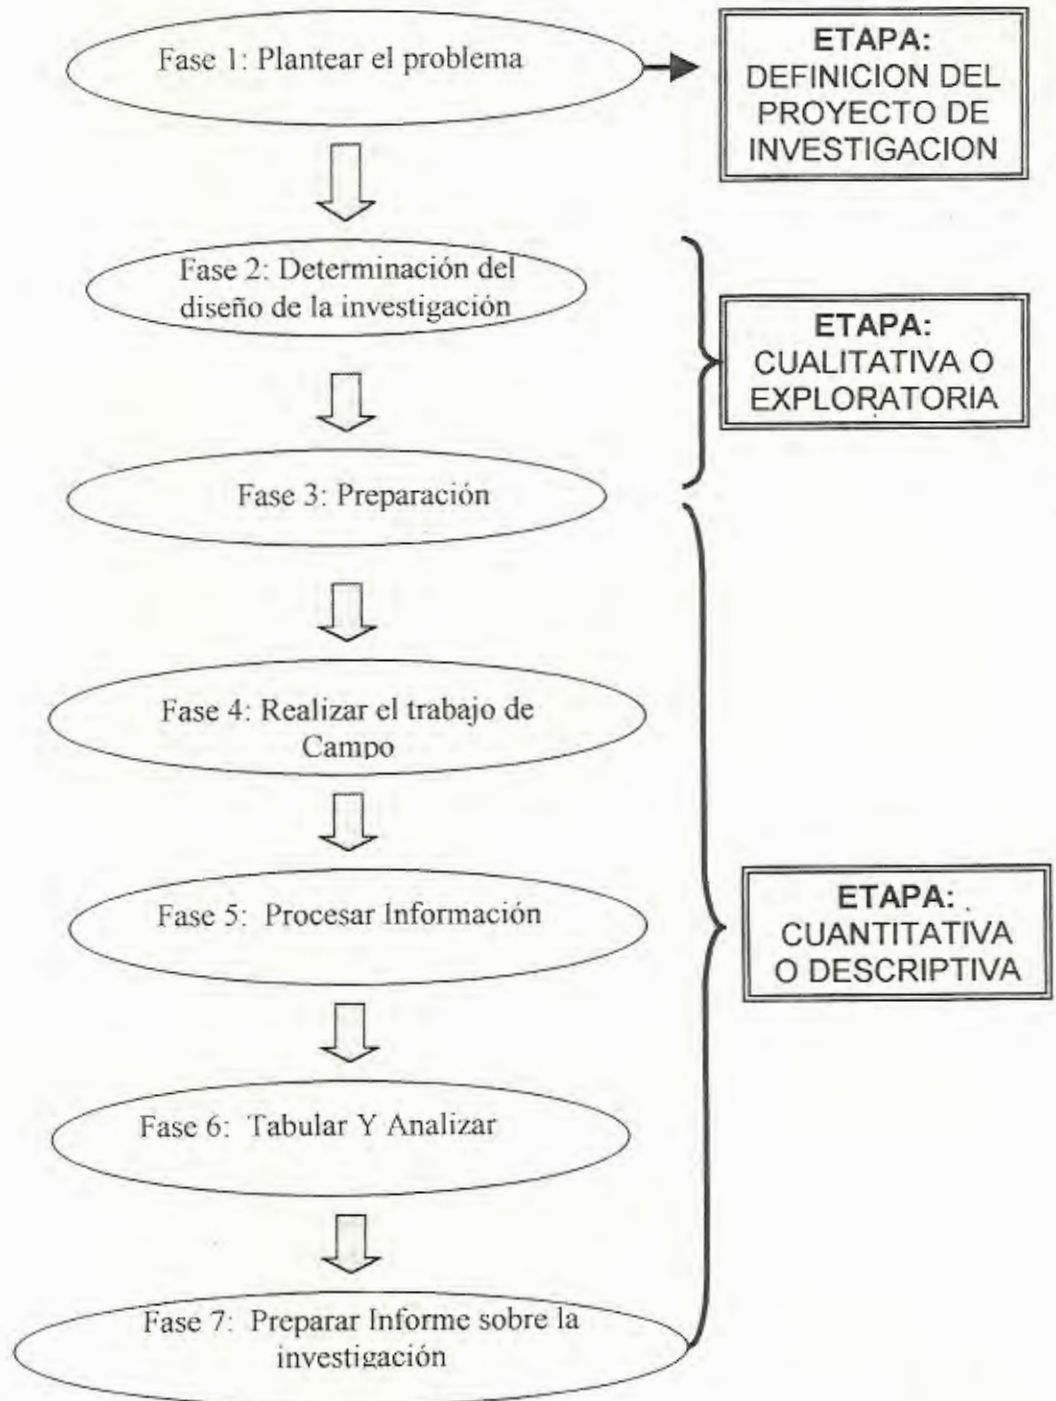 Fase 1: Plantear el problema
ETAPA:
DEFINICION DEL
PROYECTO DE
INVESTIGACION
Fase 2: Determinación del
diseño de la investigación
ETAPA:
CUALITATIVA O
EXPLORATORIA
Fase 3: Preparación
Fase 4: Realizar el trabajo de
Campo
Fase 5: Procesar Información
ETAPA:
CUANTITATIVA
O DESCRIPTIVA
Fase 6: Tabular Y Analizar
Fase 7: Preparar Informe sobre la
investigación